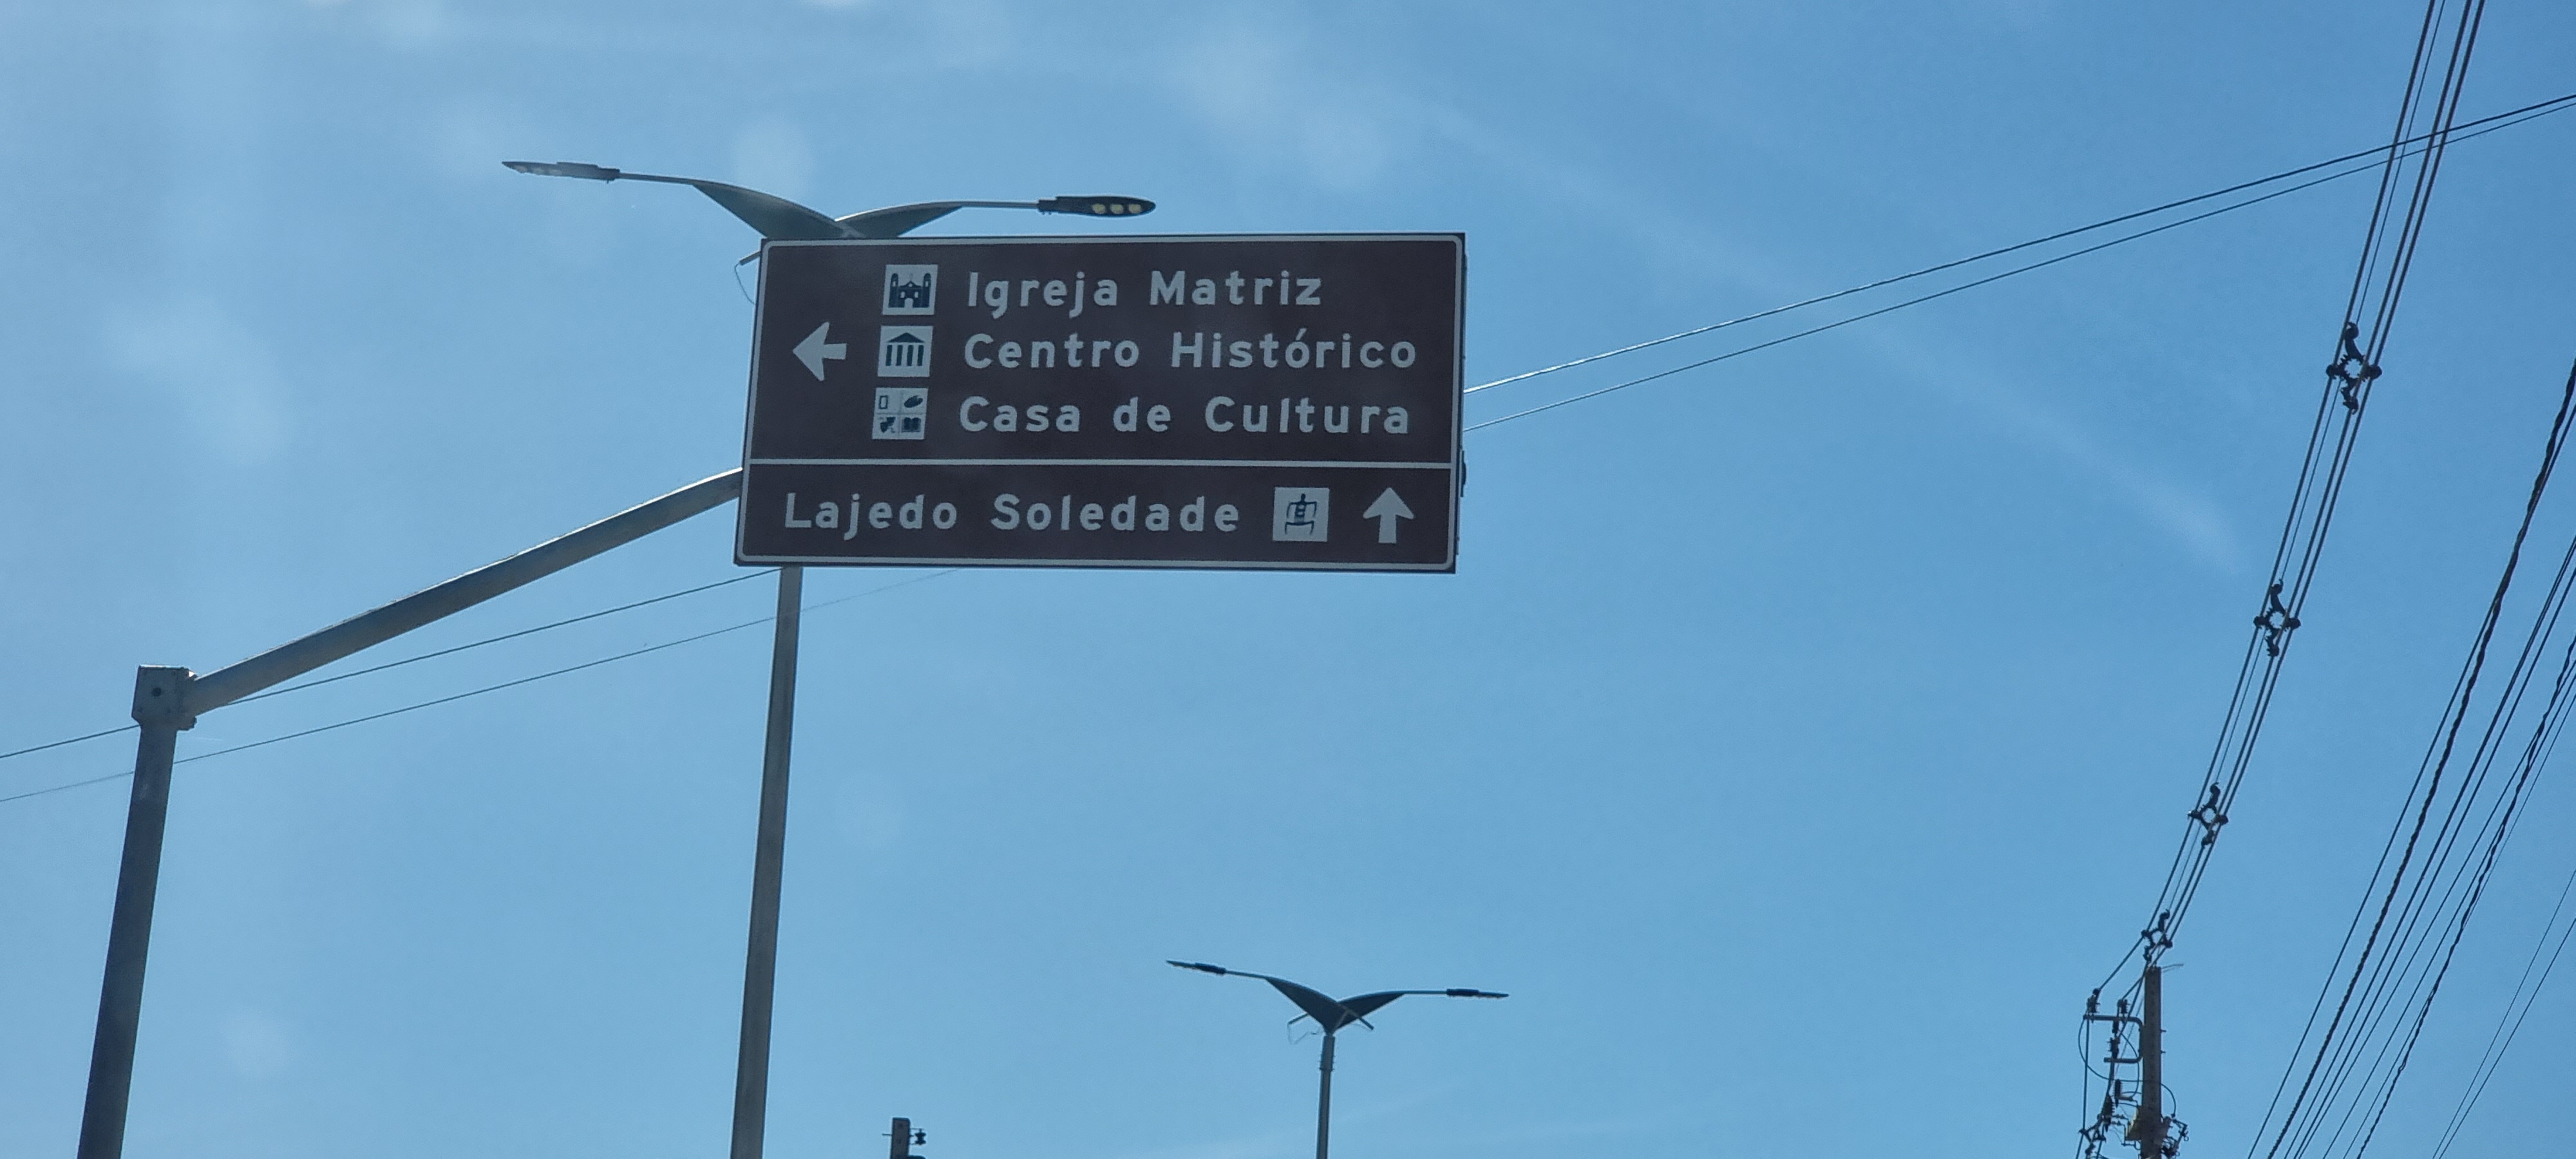 Igreja Matriz
Centro Histórico
Casa de Cultura
Lajedo Soledade